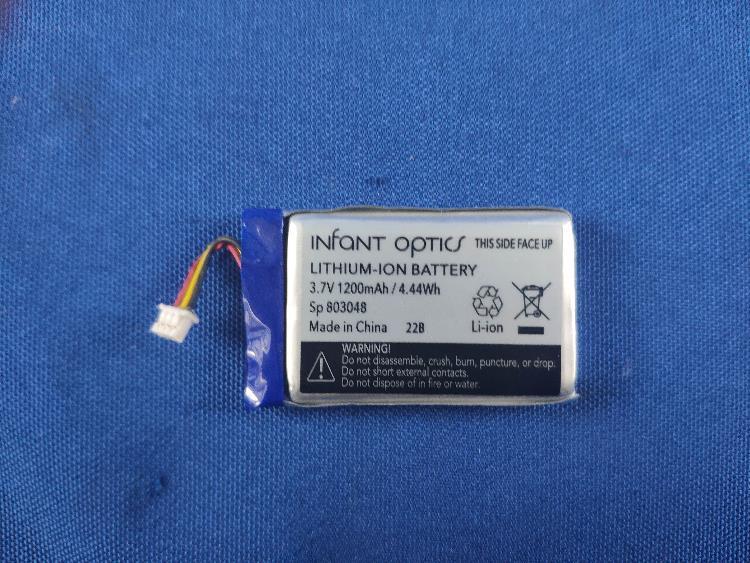 INFANT OPTICS THIS SIDE FACE UP
LITHIUM-ION BATTERY
3.7V 1200mAh / 4.44Wh
Sp 803048
Made in China 22B Li-ion
WARNING!
Do not disassemble, crush, burn, puncture, or drop.
Do not short external contacts.
Do not dispose of in fire or water.